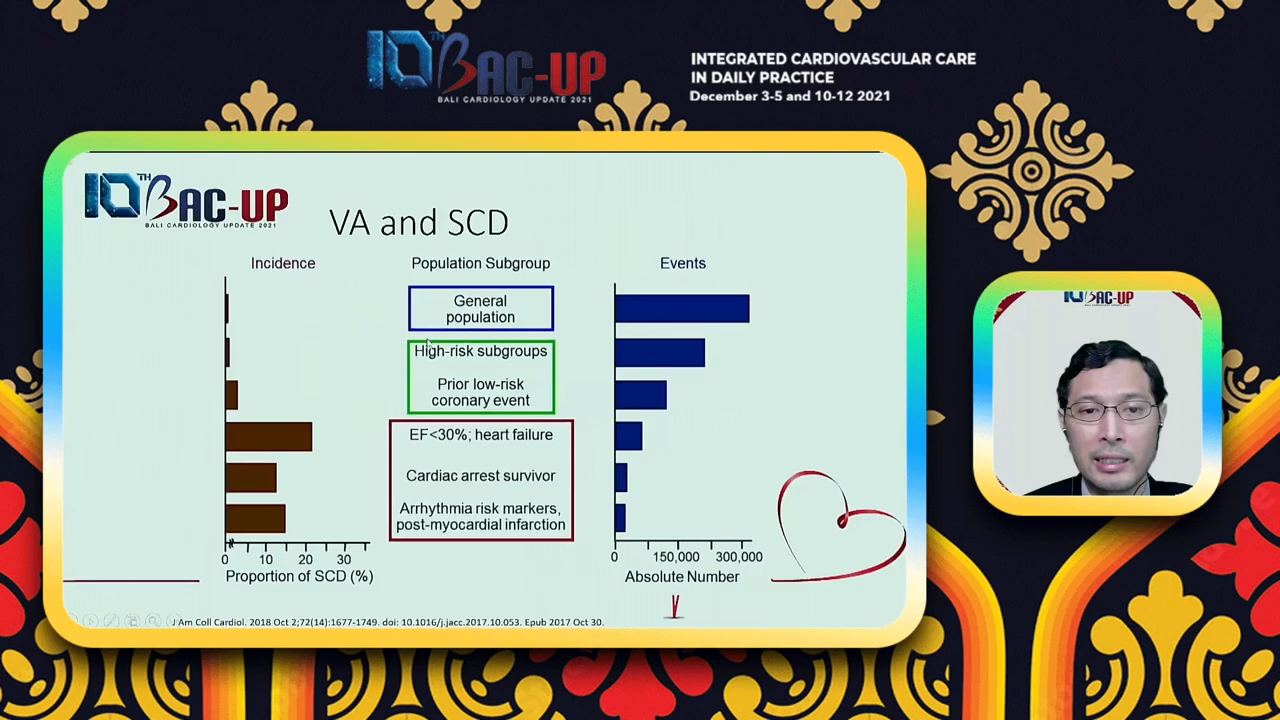 10TH BAC-UP
BALI CARDIOLOGY UPDATE 2021
INTEGRATED CARDIOVASCULAR CARE
IN DAILY PRACTICE
December 3-5 and 10-12 2021
10TH BAC-UP
BALI CARDIOLOGY UPDATE 2021
VA and SCD
Incidence
Population Subgroup
Events
General
population
High-risk subgroups
Prior low-risk
coronary event
EF<30%; heart failure
Cardiac arrest survivor
Arrhythmia risk markers,
post-myocardial infarction
0 10 20 30
Proportion of SCD (%)
0 150,000 300,000
Absolute Number
J Am Coll Cardiol. 2018 Oct 2;72(14):1677-1749. doi: 10.1016/j.jacc.2017.10.053. Epub 2017 Oct 30.
10 BAC-UP